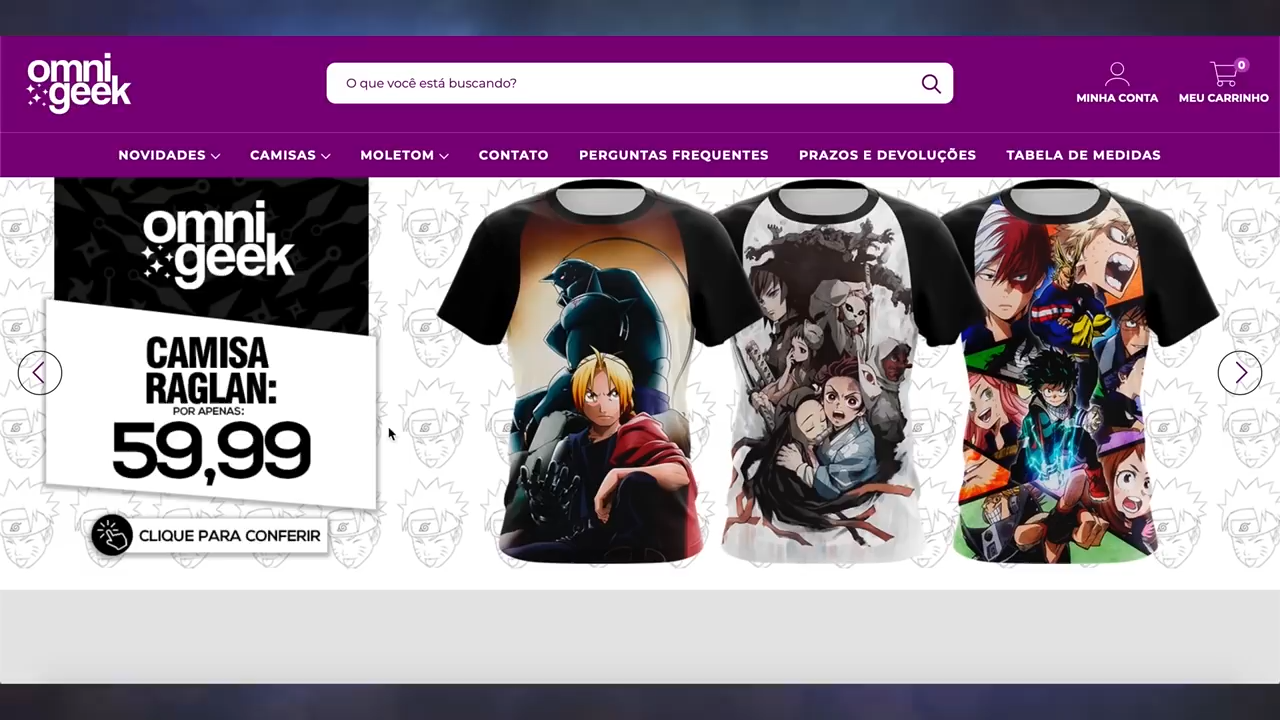 omni
geek
O que você está buscando?
0
MINHA CONTA
MEU CARRINHO
NOVIDADES
CAMISAS
MOLETOM
CONTATO
PERGUNTAS FREQUENTES
PRAZOS E DEVOLUÇÕES
TABELA DE MEDIDAS
omni
geek
CAMISA
RAGLAN:
POR APENAS:
59,99
CLIQUE PARA CONFERIR